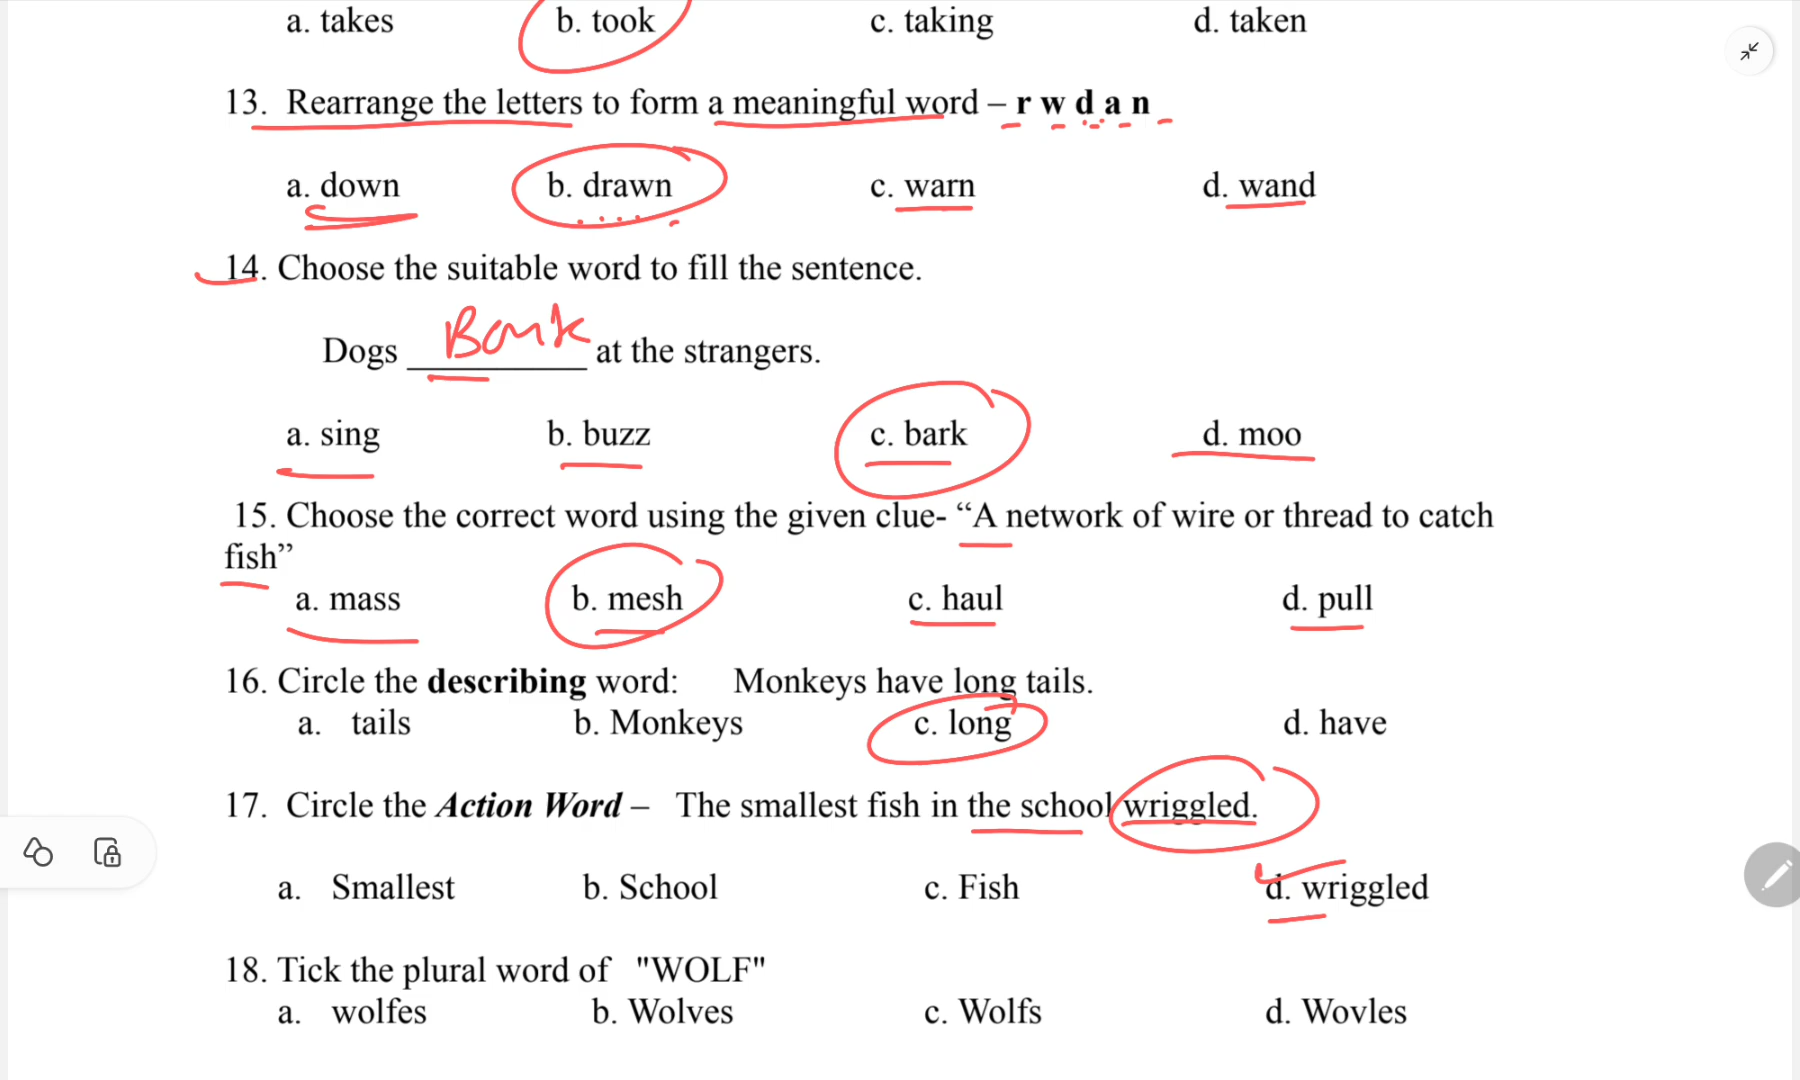 a. takes b. took c. taking d. taken
13. Rearrange the letters to form a meaningful word – r w d a n
a. down b. drawn c. warn d. wand
14. Choose the suitable word to fill the sentence.
Dogs Bark at the strangers.
a. sing b. buzz c. bark d. moo
15. Choose the correct word using the given clue- “A network of wire or thread to catch
fish”
a. mass b. mesh c. haul d. pull
16. Circle the describing word: Monkeys have long tails.
a. tails b. Monkeys c. long d. have
17. Circle the Action Word – The smallest fish in the school wriggled.
a. Smallest b. School c. Fish d. wriggled
18. Tick the plural word of "WOLF"
a. wolfes b. Wolves c. Wolfs d. Wovles